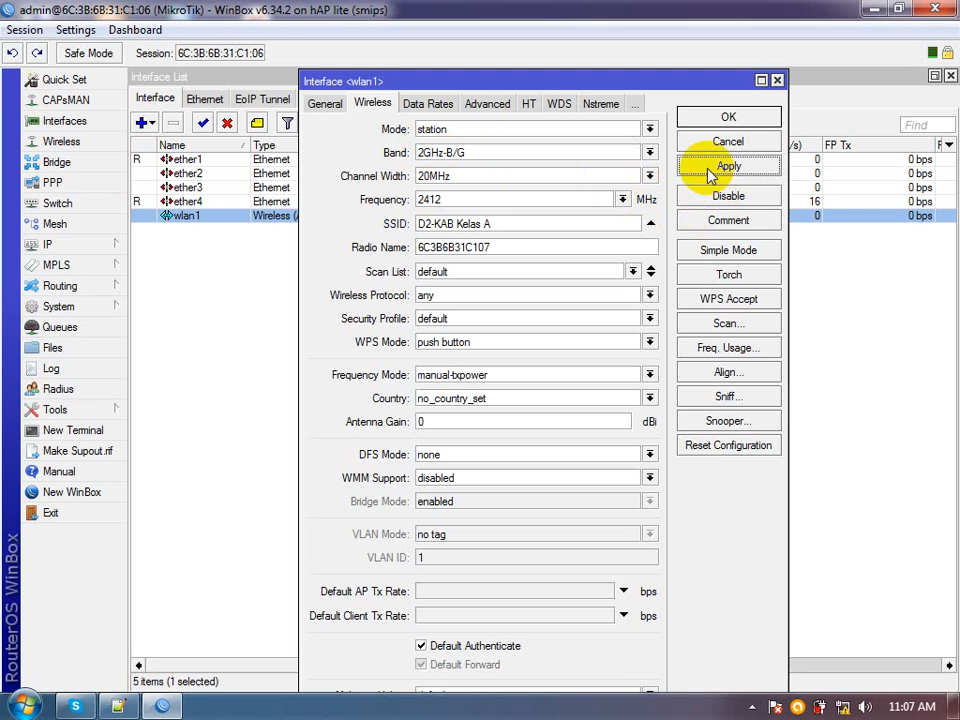 admin@6C:3B:6B:31:C1:06 (MikroTik) - WinBox v6.34.2 on hAP lite (smips)
Session Settings Dashboard
Safe Mode Session: 6C:3B:6B:31:C1:06
Quick Set
CAPsMAN
Interfaces
Wireless
Bridge
PPP
Switch
Mesh
IP
MPLS
Routing
System
Queues
Files
Log
Radius
Tools
New Terminal
Make Supout.rif
Manual
New WinBox
Exit
RouterOS WinBox
Interface List
Interface Ethernet EoIP Tunnel
Find
Name Type FP Tx
R ether1 Ethernet 0 0 bps
ether2 Ethernet 0 0 bps
ether3 Ethernet 0 0 bps
R ether4 Ethernet 16 0 bps
wlan1 Wireless 0 0 bps
5 items (1 selected)
Interface <wlan1>
General Wireless Data Rates Advanced HT WDS Nstreme ...
Mode: station
Band: 2GHz-B/G
Channel Width: 20MHz
Frequency: 2412 MHz
SSID: D2-KAB Kelas A
Radio Name: 6C3B6B31C107
Scan List: default
Wireless Protocol: any
Security Profile: default
WPS Mode: push button
Frequency Mode: manual-txpower
Country: no_country_set
Antenna Gain: 0 dBi
DFS Mode: none
WMM Support: disabled
Bridge Mode: enabled
VLAN Mode: no tag
VLAN ID: 1
Default AP Tx Rate: bps
Default Client Tx Rate: bps
Default Authenticate
Default Forward
OK
Cancel
Apply
Disable
Comment
Simple Mode
Torch
WPS Accept
Scan...
Freq. Usage...
Align...
Sniff...
Snooper...
Reset Configuration
11:07 AM